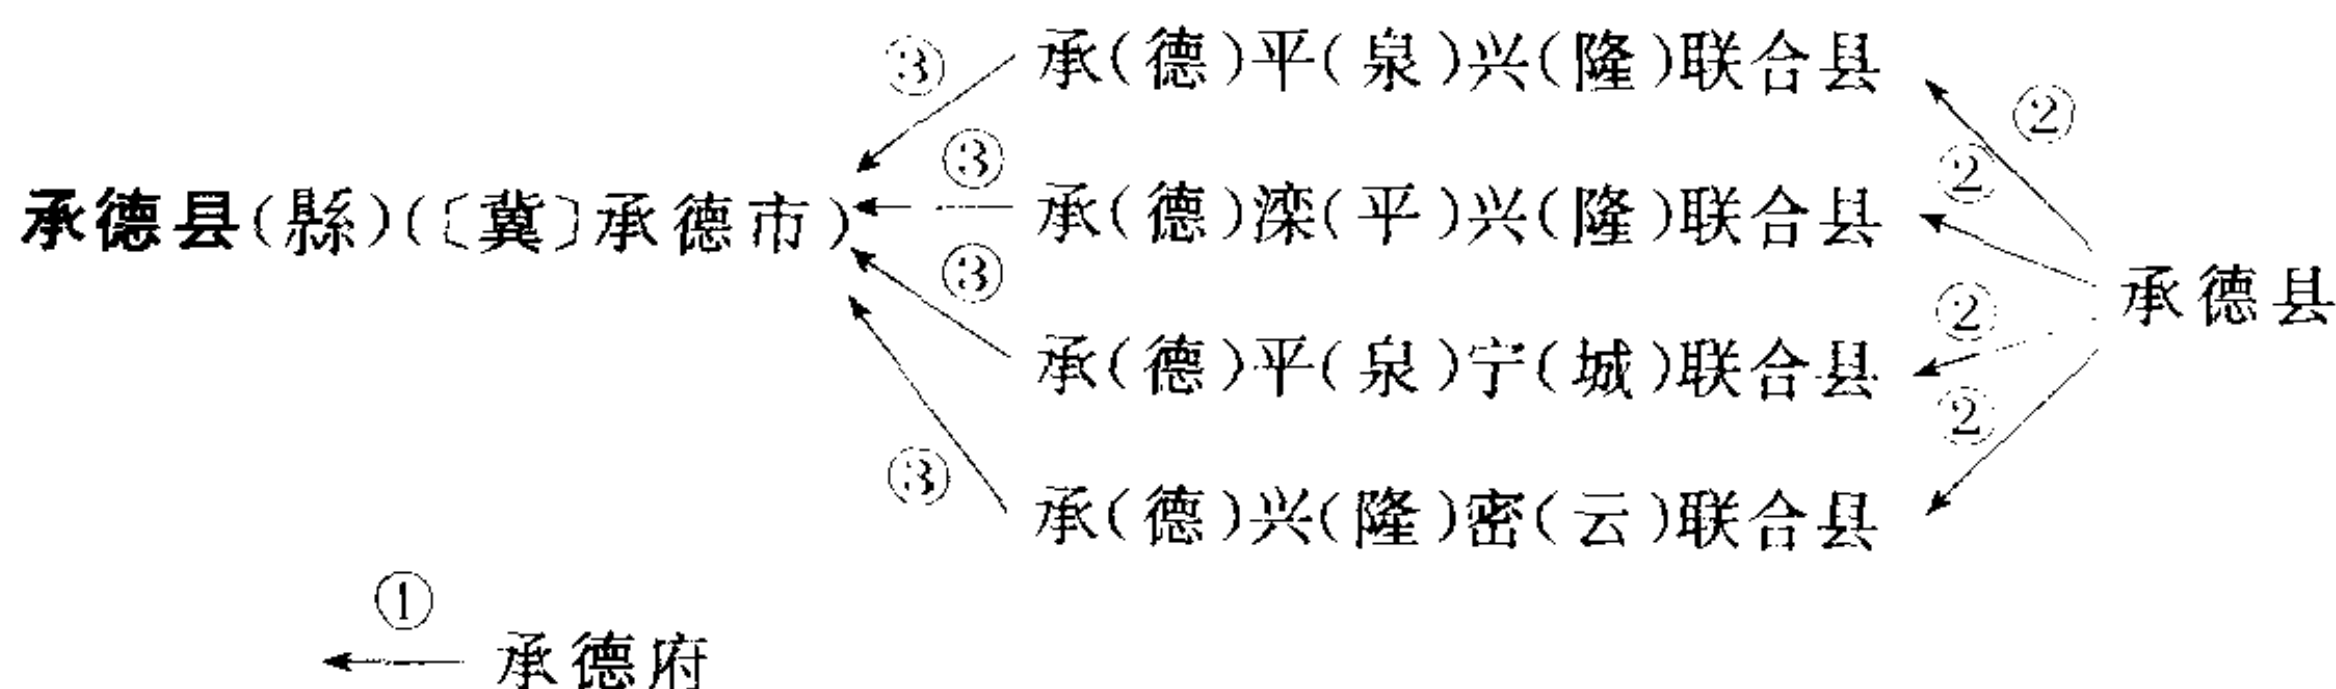 ③ 承(德)平(泉)兴(隆)联合县 ②
承德县(縣)(〔冀〕承德市) ③ 承(德)滦(平)兴(隆)联合县 ② 承德县
③ 承(德)平(泉)宁(城)联合县 ②
③ 承(德)兴(隆)密(云)联合县 ②
① 承德府